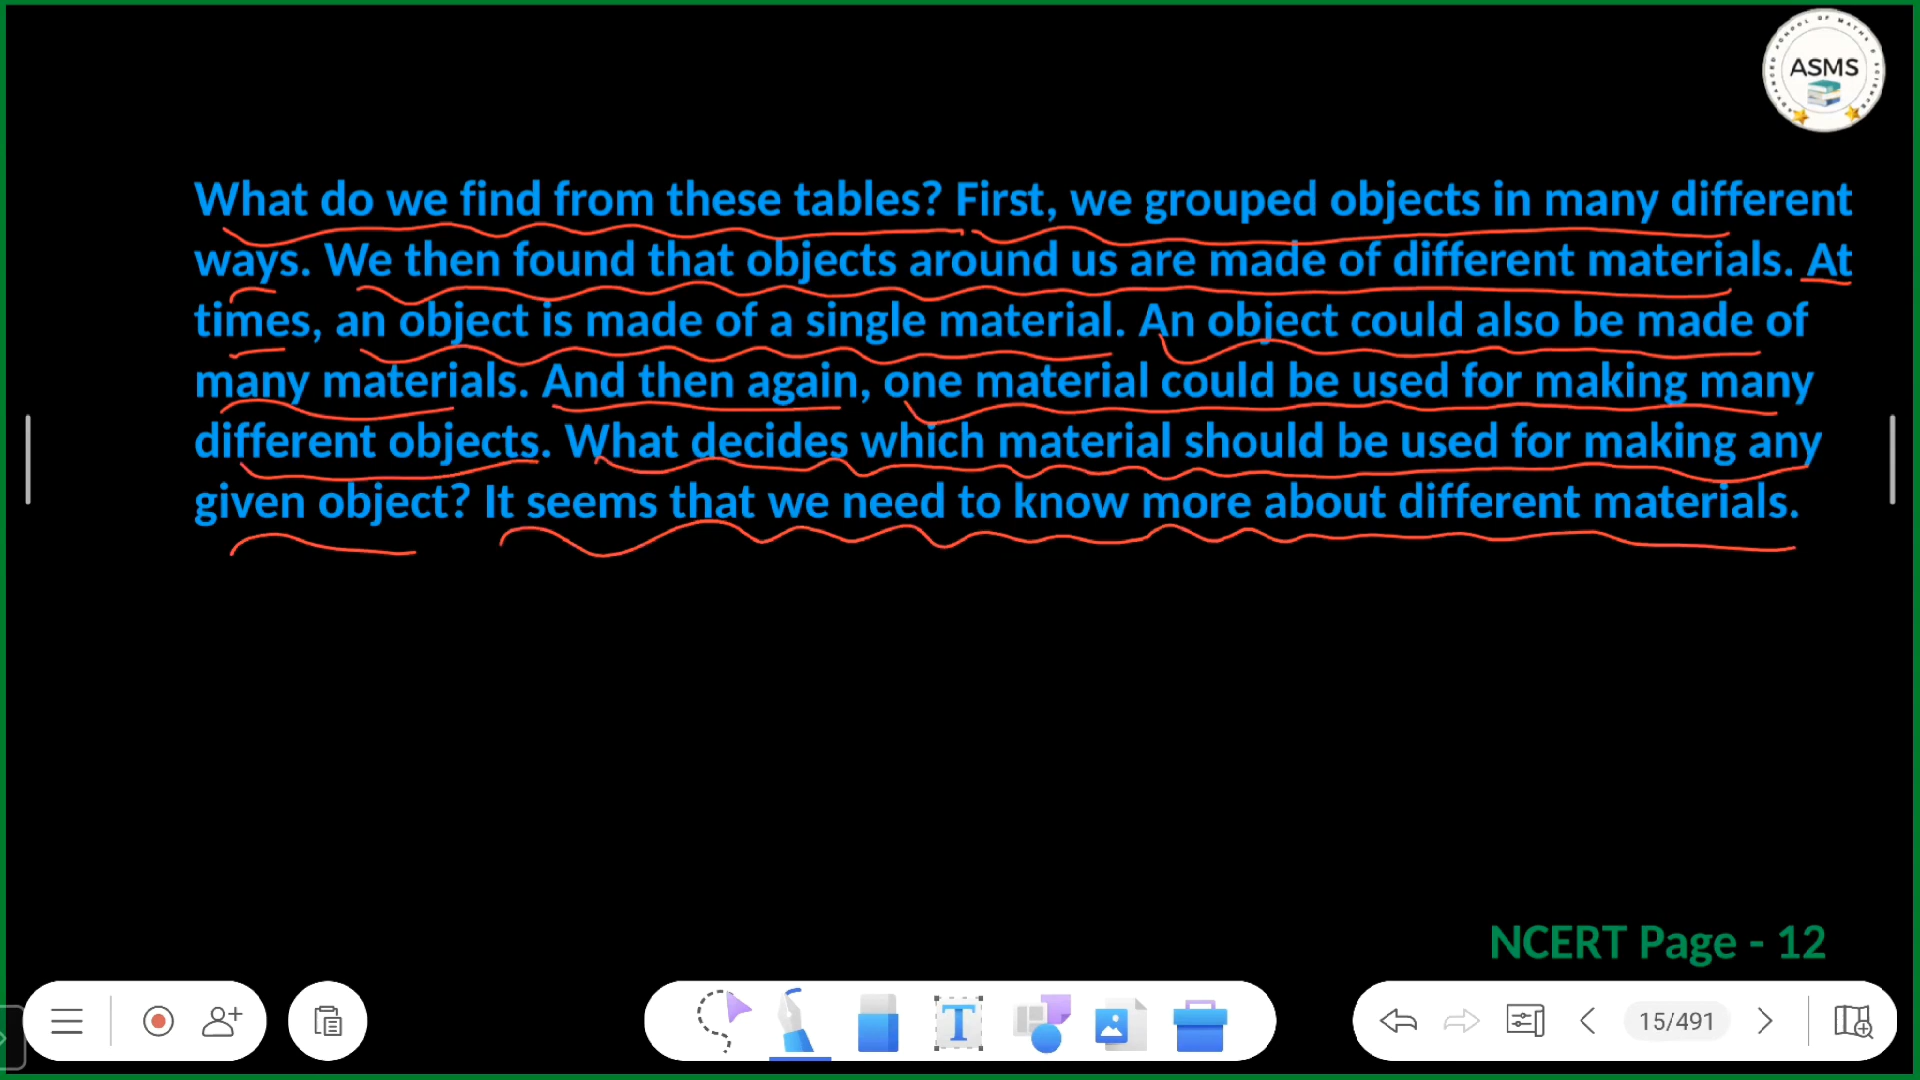 ASMS
What do we find from these tables? First, we grouped objects in many different
ways. We then found that objects around us are made of different materials. At
times, an object is made of a single material. An object could also be made of
many materials. And then again, one material could be used for making many
different objects. What decides which material should be used for making any
given object? It seems that we need to know more about different materials.
NCERT Page - 12
15/491